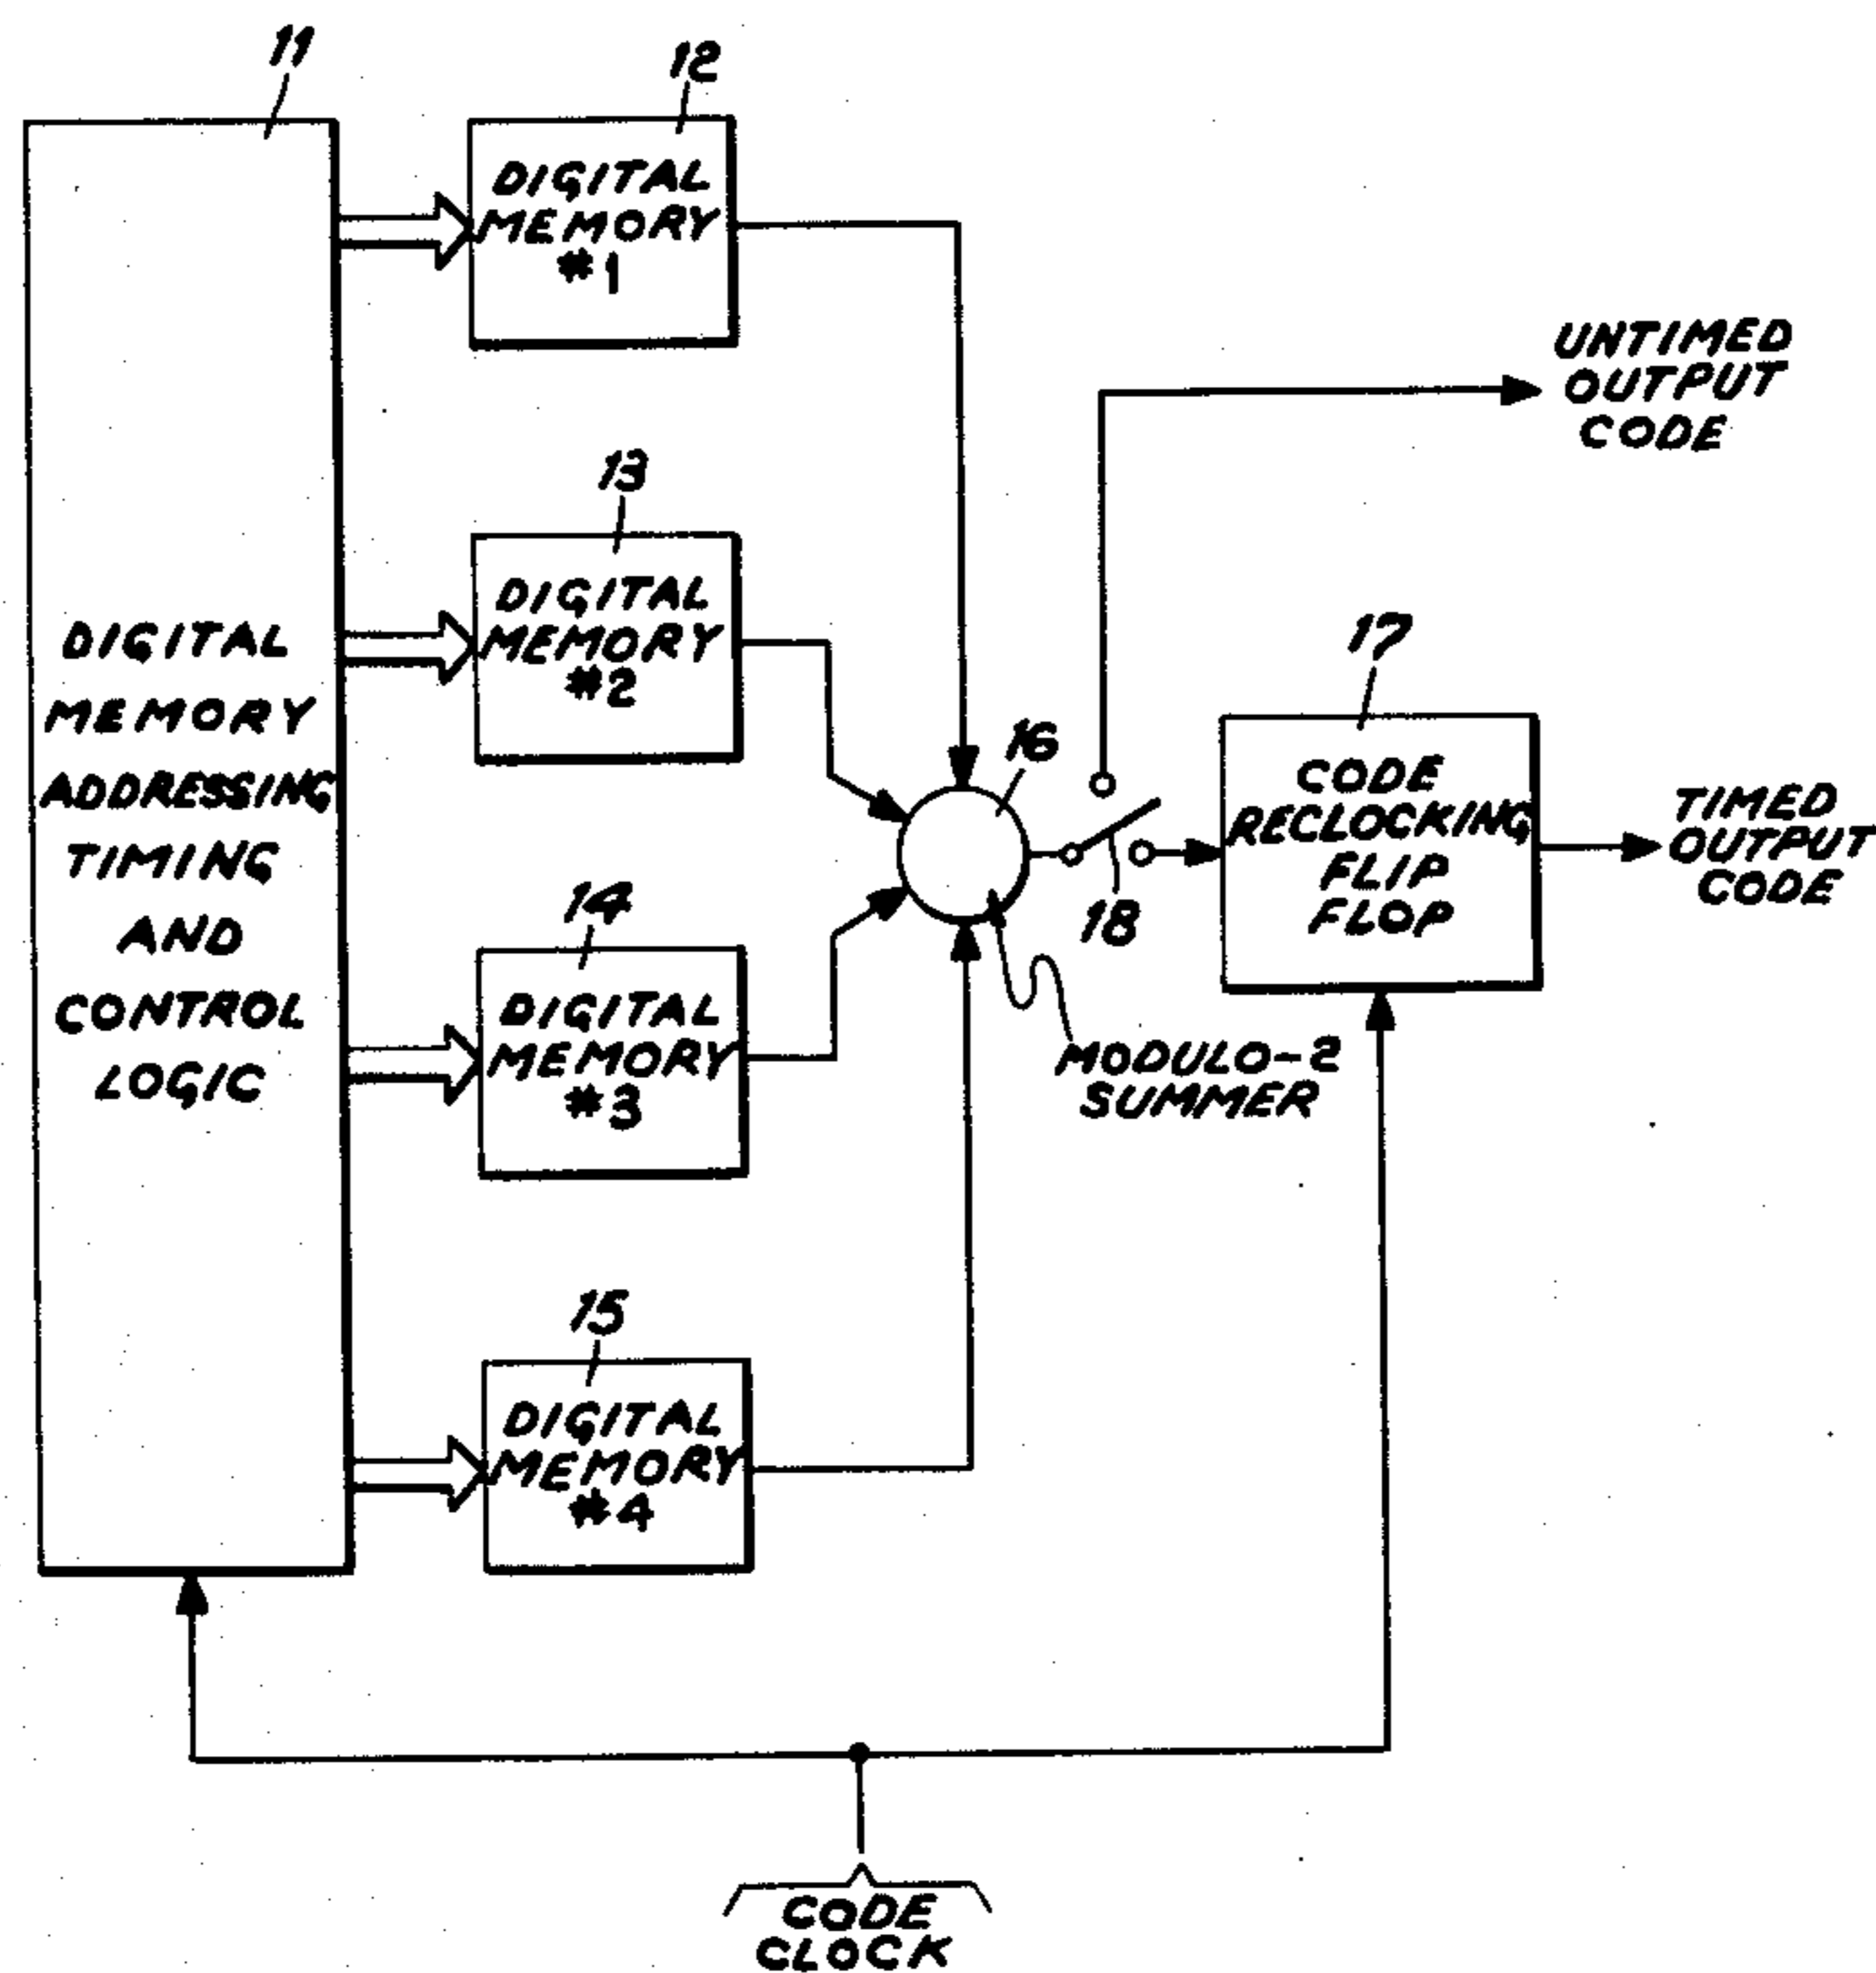 11
12
DIGITAL
MEMORY
*1
UNTIMED
OUTPUT
CODE
13
DIGITAL
MEMORY
*2
DIGITAL
MEMORY
ADDRESSING
TIMING
AND
CONTROL
LOGIC
16
17
CODE
RECLOCKING
FLIP
FLOP
TIMED
OUTPUT
CODE
18
14
DIGITAL
MEMORY
*3
MODULO-2
SUMMER
15
DIGITAL
MEMORY
*4
CODE
CLOCK